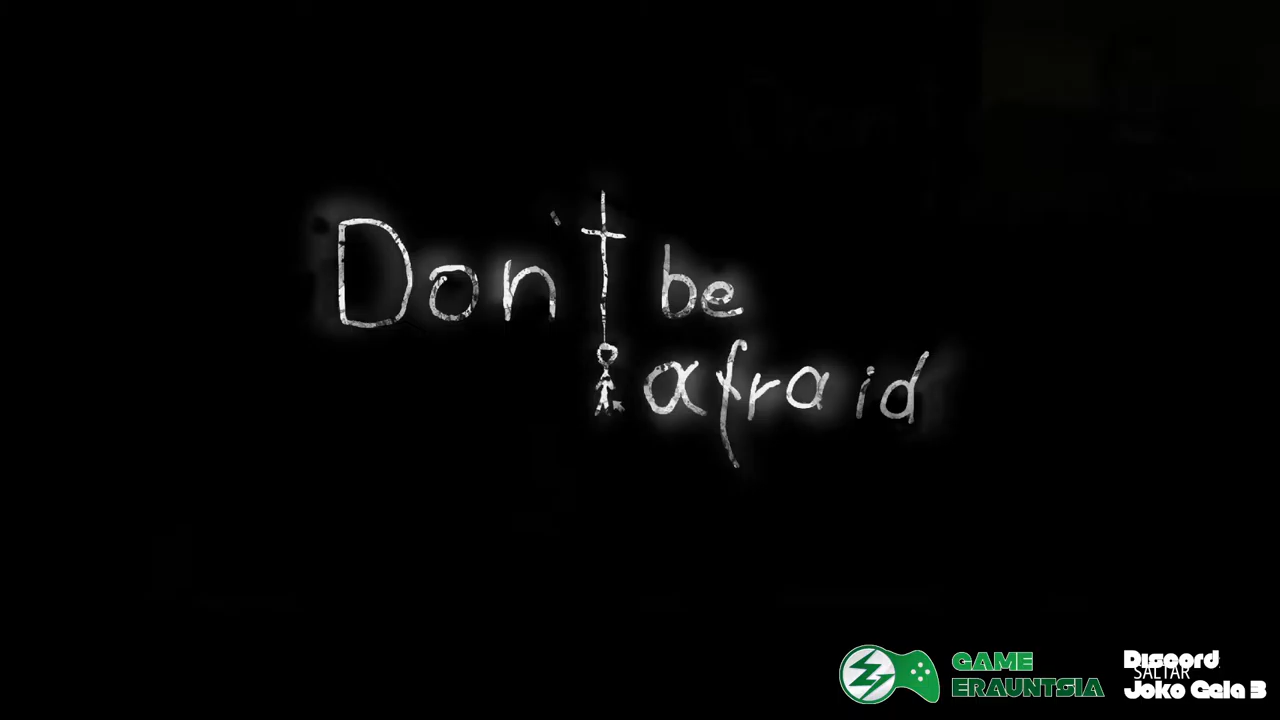 Don't be
afraid
GAME
ERAUNTSIA
Discord
SALTAR
Joko Gela 3